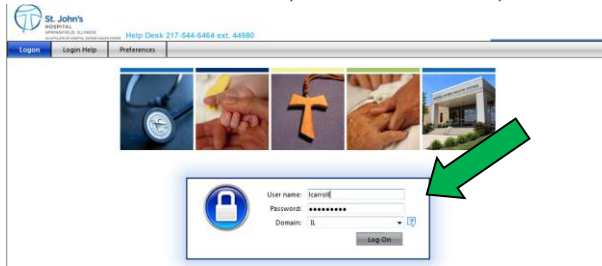 St. John's
HOSPITAL
SPRINGFIELD, ILLINOIS
Help Desk 217-544-6464 ext. 44980
Logon Login Help Preferences
User name: lcarroll
Password: •••••••••
Domain: IL
Log On